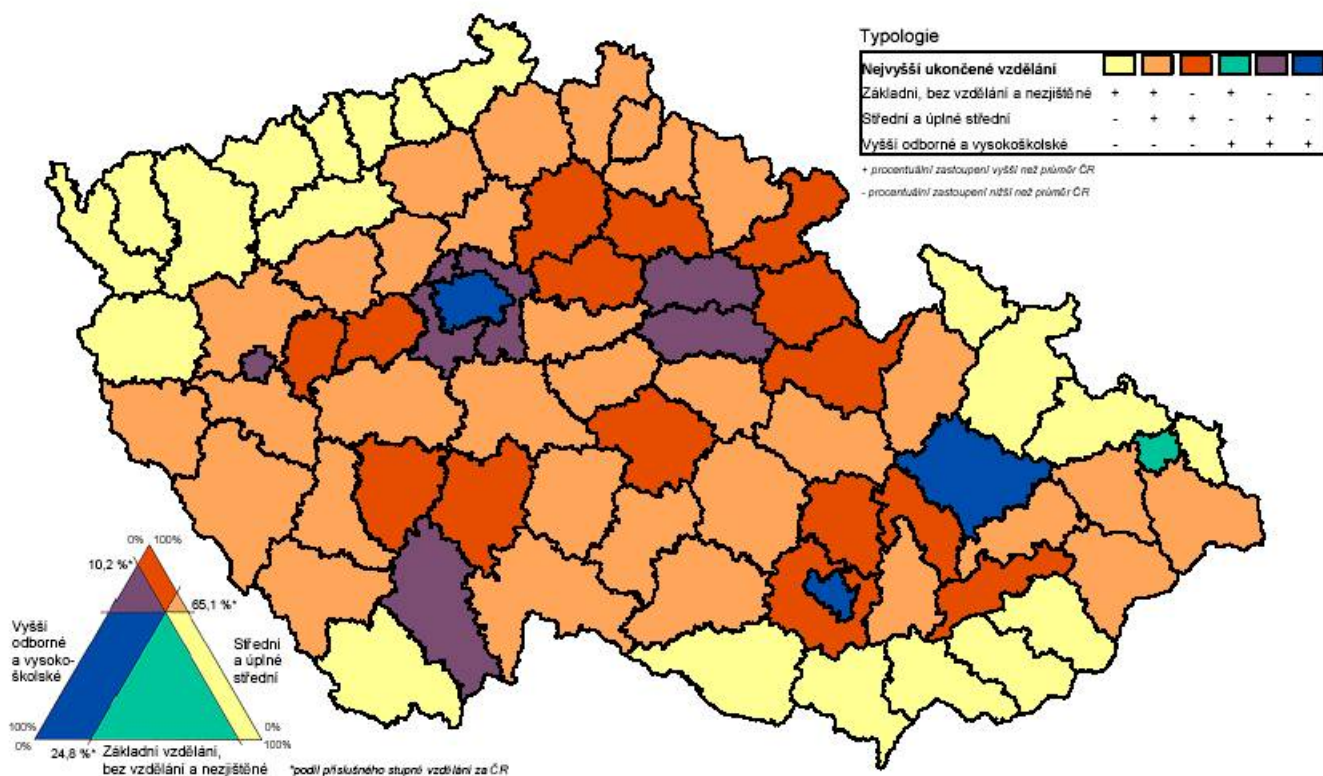 Typologie
Nejvyšší ukončené vzdělání
Základní, bez vzdělání a nezjištěné + + - + - -
Střední a úplné střední - + + - + -
Vyšší odborné a vysokoškolské - - - + + +
+ procentuální zastoupení vyšší než průměr ČR
- procentuální zastoupení nižší než průměr ČR
0% 100%
10,2 %*
65,1 %*
Vyšší
odborné
a vysoko-
školské
Střední
a úplné
střední
100%
0%
0%
100%
24,8 %*
Základní vzdělání,
bez vzdělání a nezjištěné
*podíl příslušného stupně vzdělání za ČR